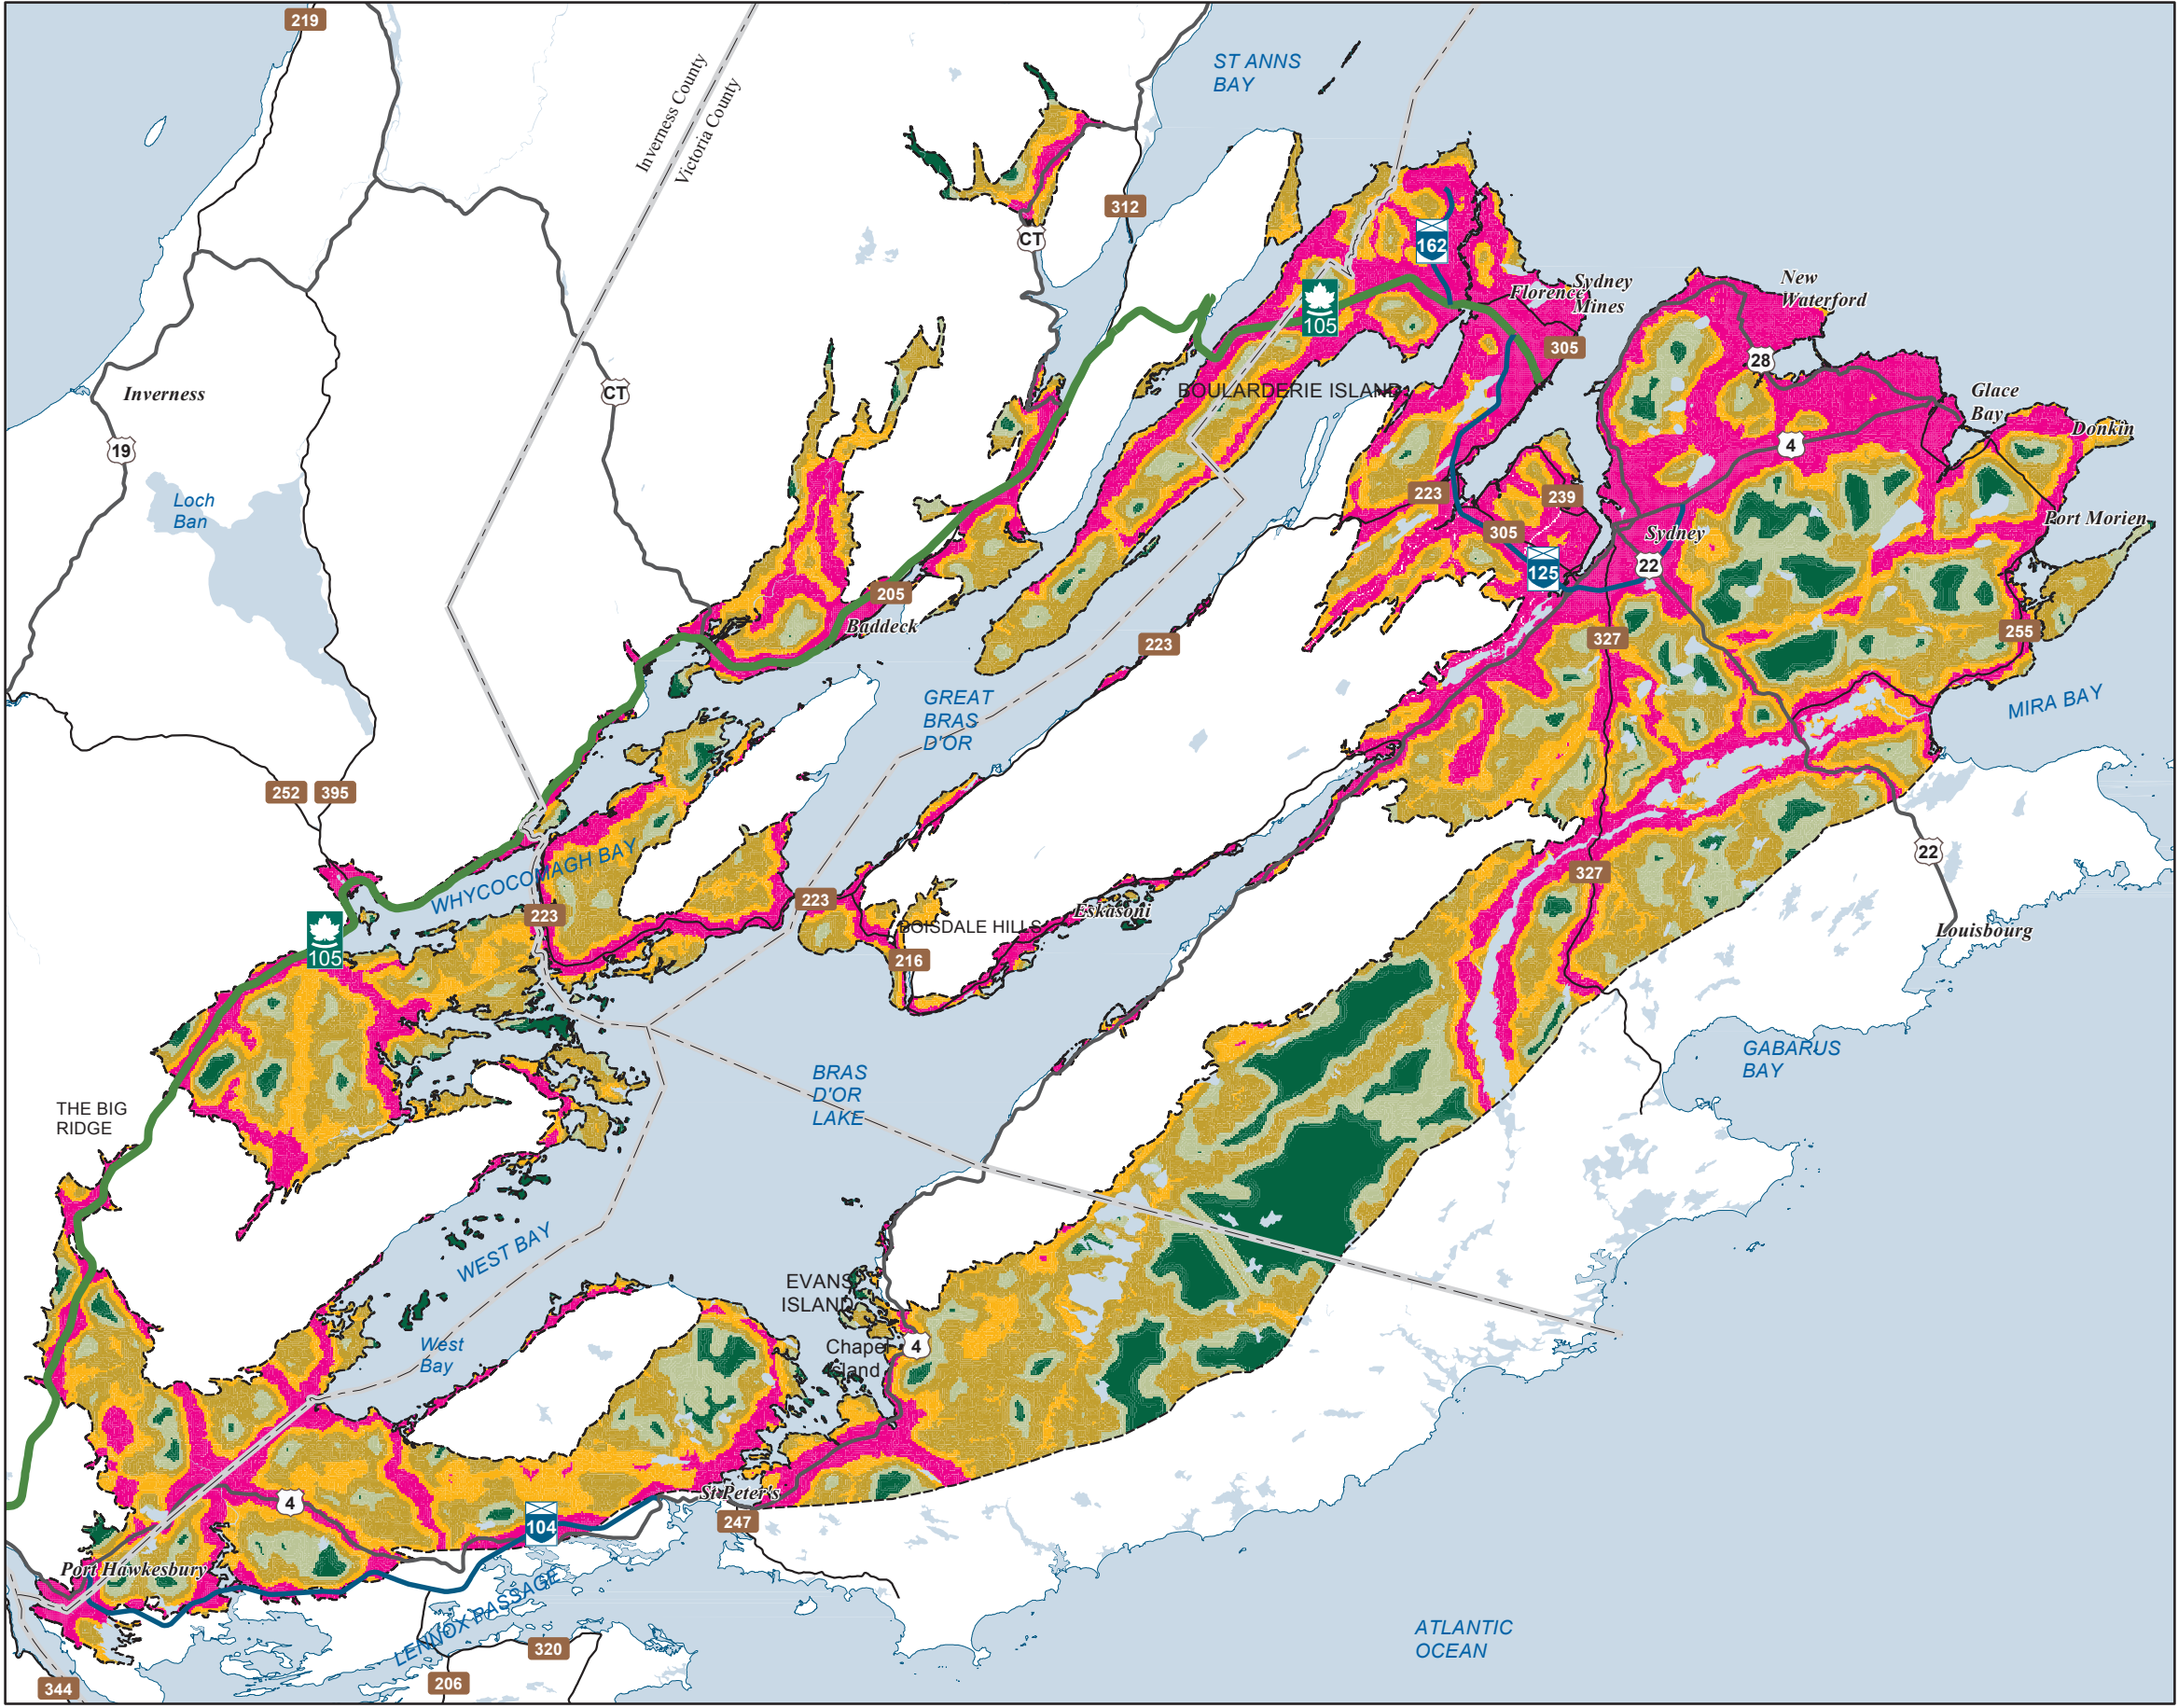 219
Inverness County
Victoria County
ST ANNS
BAY
312
CT
162
Florence
Sydney
Mines
New
Waterford
105
305
28
Inverness
CT
BOULARDERIE ISLAND
Glace
Bay
Donkin
19
4
Loch
Ban
223
239
305
Sydney
Port Morien
125
22
205
Baddeck
223
327
255
GREAT
BRAS
D'OR
MIRA BAY
252
395
WHYCOCOMAGH BAY
22
327
223
223
Eskasoni
BOISDALE HILLS
216
Louisbourg
105
GABARUS
BAY
BRAS
D'OR
LAKE
THE BIG
RIDGE
WEST BAY
EVANS
ISLAND
West
Bay
Chapel
Island
4
4
St Peter's
104
247
Port Hawkesbury
LENNOX PASSAGE
ATLANTIC
OCEAN
320
206
344